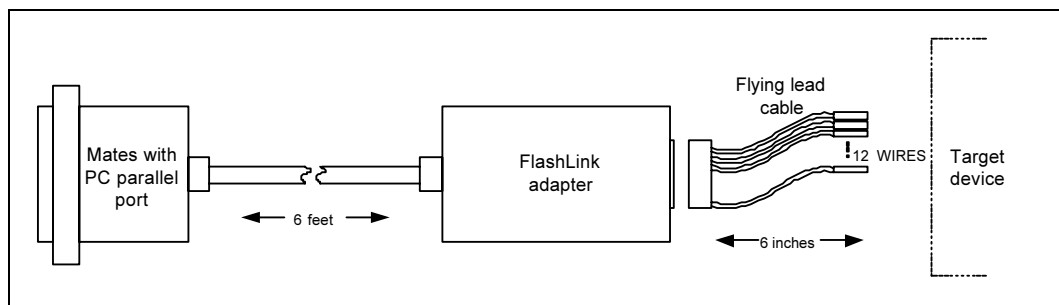 Mates with
PC parallel
port
6 feet
FlashLink
adapter
Flying lead
cable
12 WIRES
6 inches
Target
device